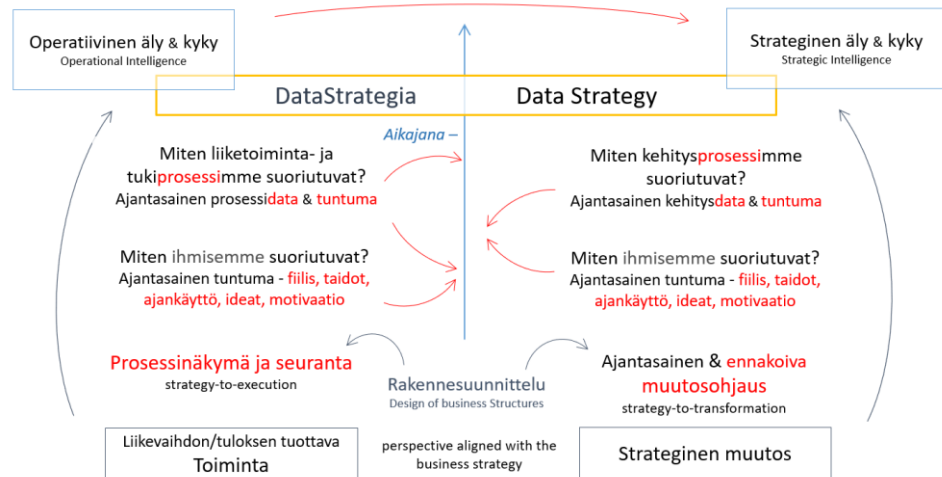 Operatiivinen äly & kyky
Operational Intelligence
Strateginen äly & kyky
Strategic Intelligence
DataStrategia
Data Strategy
Aikajana –
Miten liiketoiminta- ja
tukiprosessimme suoriutuvat?
Ajantasainen prosessidata & tuntuma
Miten kehitysprosessimme
suoriutuvat?
Ajantasainen kehitysdata & tuntuma
Miten ihmisemme suoriutuvat?
Ajantasainen tuntuma - fiilis, taidot,
ajankäyttö, ideat, motivaatio
Miten ihmisemme suoriutuvat?
Ajantasainen tuntuma - fiilis, taidot,
ajankäyttö, ideat, motivaatio
Prosessinäkymä ja seuranta
strategy-to-execution
Rakennesuunnittelu
Design of business Structures
Ajantasainen & ennakoiva
muutosohjaus
strategy-to-transformation
Liikevaihdon/tuloksen tuottava
Toiminta
perspective aligned with the
business strategy
Strateginen muutos